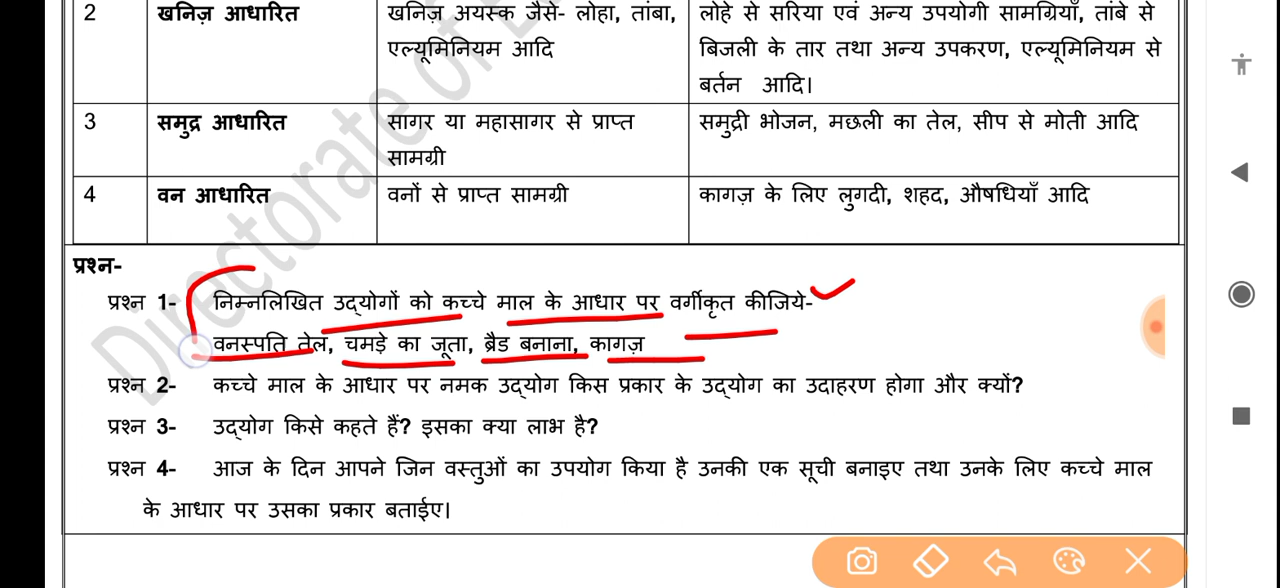 2 खनिज़ आधारित खनिज़ अयस्क जैसे- लोहा, तांबा, लोहे से सरिया एवं अन्य उपयोगी सामग्रियाँ, तांबे से
एल्यूमिनियम आदि बिजली के तार तथा अन्य उपकरण, एल्यूमिनियम से
बर्तन आदि।
3 समुद्र आधारित सागर या महासागर से प्राप्त समुद्री भोजन, मछली का तेल, सीप से मोती आदि
सामग्री
4 वन आधारित वनों से प्राप्त सामग्री कागज़ के लिए लुगदी, शहद, औषधियाँ आदि
प्रश्न-
प्रश्न 1- निम्नलिखित उद्योगों को कच्चे माल के आधार पर वर्गीकृत कीजिये-
वनस्पति तेल, चमड़े का जूता, ब्रैड बनाना, कागज़
प्रश्न 2- कच्चे माल के आधार पर नमक उद्योग किस प्रकार के उद्योग का उदाहरण होगा और क्यों?
प्रश्न 3- उद्योग किसे कहते हैं? इसका क्या लाभ है?
प्रश्न 4- आज के दिन आपने जिन वस्तुओं का उपयोग किया है उनकी एक सूची बनाइए तथा उनके लिए कच्चे माल
के आधार पर उसका प्रकार बताईए।
Directorate of